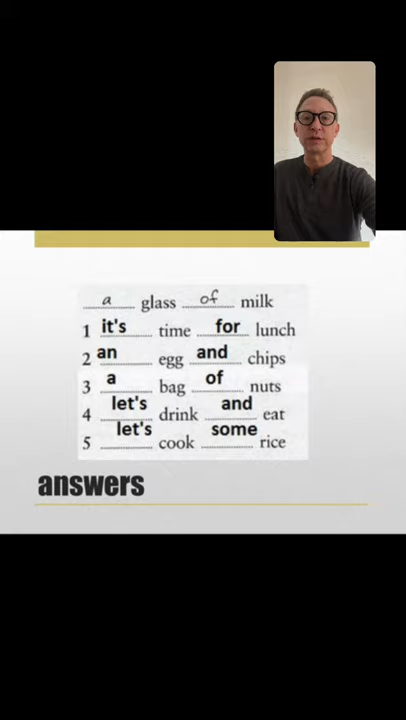 a glass of milk
1 it's time for lunch
2 an egg and chips
3 a bag of nuts
4 let's drink and eat
5 let's cook some rice
answers